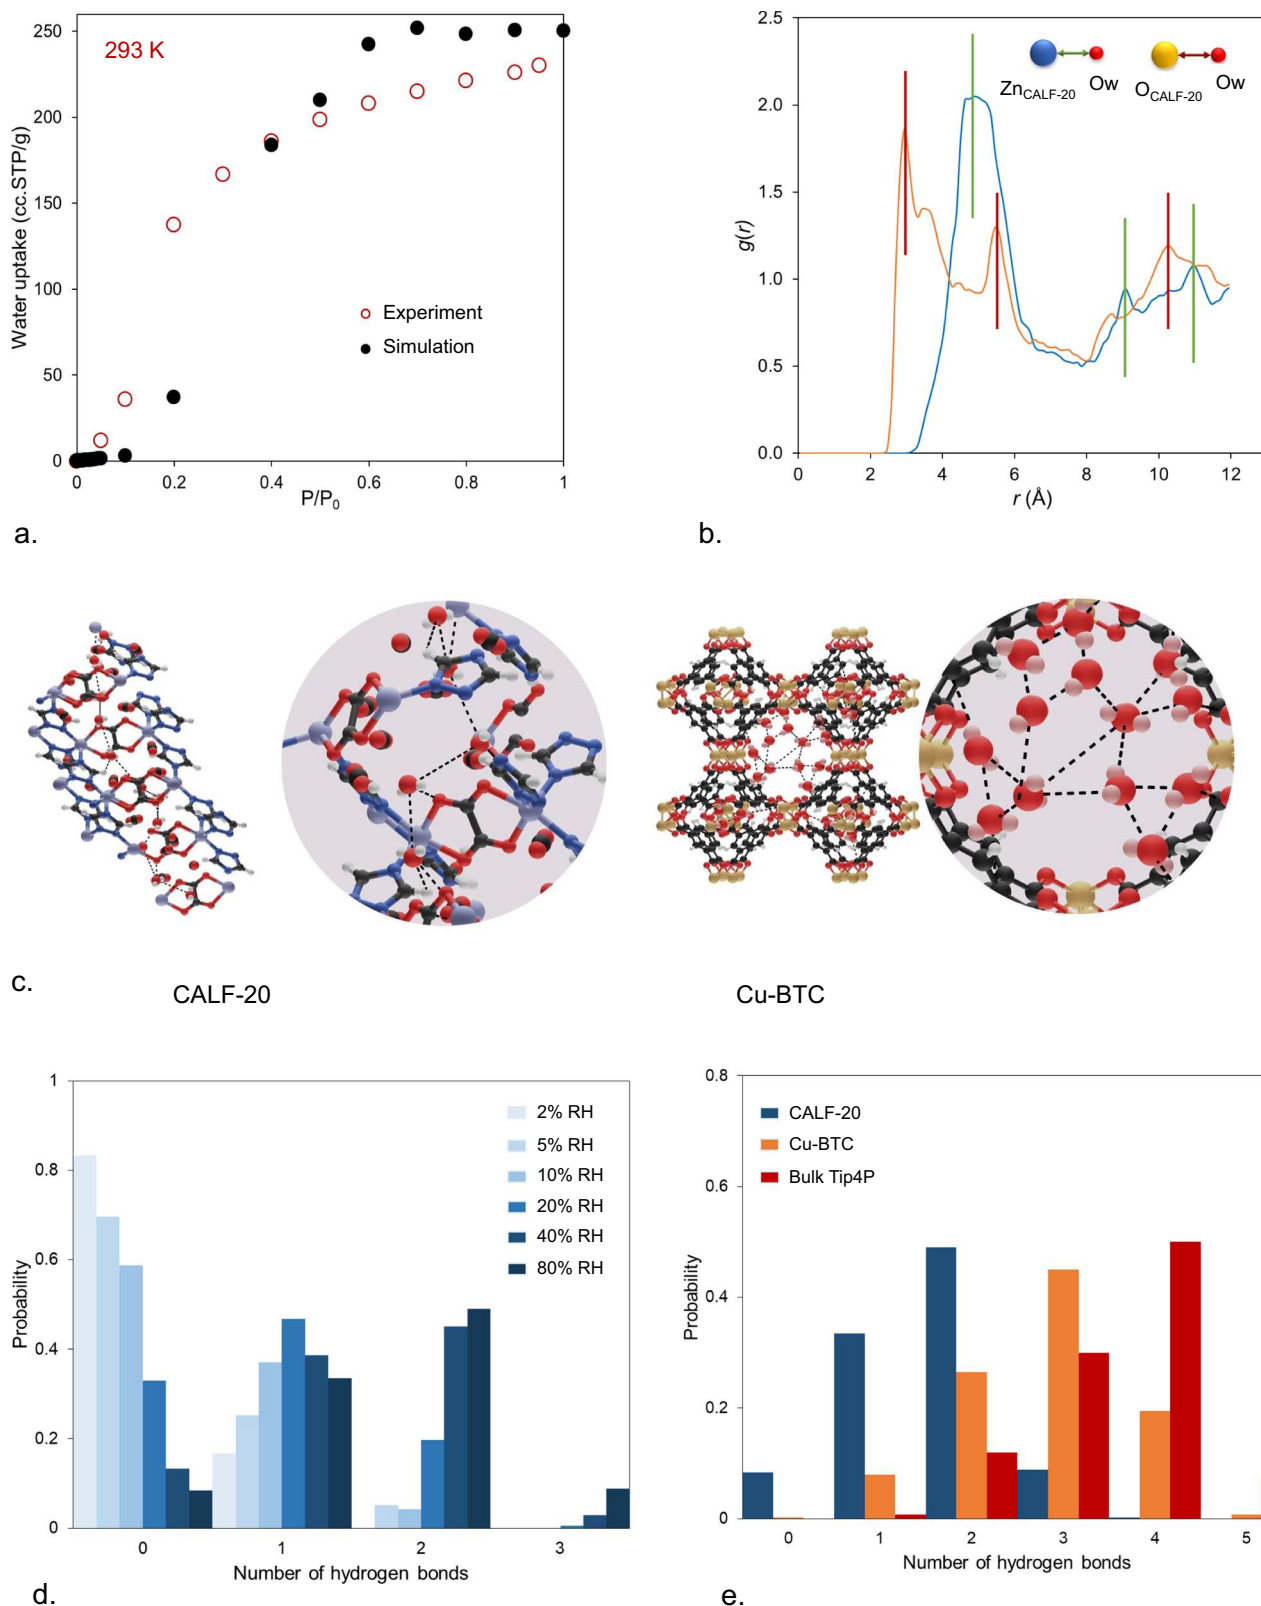 293 K
Water uptake (cc.STP/g)
250
200
150
100
50
0
0 0.2 0.4 0.6 0.8 1
P/P0
Experiment
Simulation
a.
g(r)
2.5
2.0
1.5
1.0
0.5
0.0
0 2 4 6 8 10 12
r (Å)
ZnCALF-20 Ow OCALF-20 Ow
b.
c.
CALF-20
Cu-BTC
Probability
1
0.8
0.6
0.4
0.2
0
0 1 2 3
Number of hydrogen bonds
2% RH
5% RH
10% RH
20% RH
40% RH
80% RH
d.
Probability
0.8
0.6
0.4
0.2
0
0 1 2 3 4 5
Number of hydrogen bonds
CALF-20
Cu-BTC
Bulk Tip4P
e.